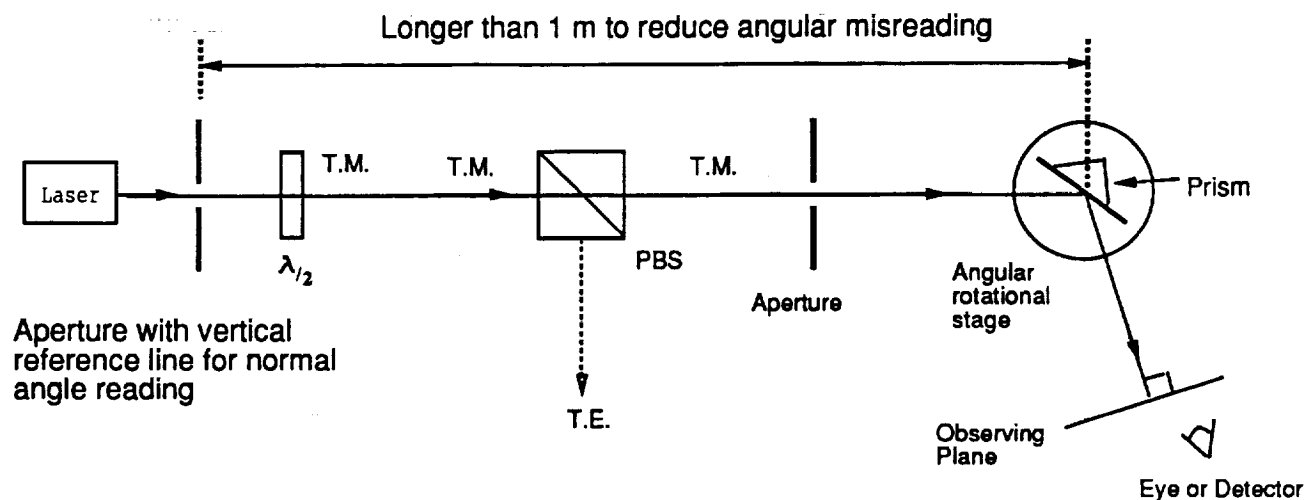 Longer than 1 m to reduce angular misreading
Laser
T.M.
T.M.
T.M.
Prism
λ/2
PBS
Aperture
Angular
rotational
stage
Aperture with vertical
reference line for normal
angle reading
T.E.
Observing
Plane
Eye or Detector